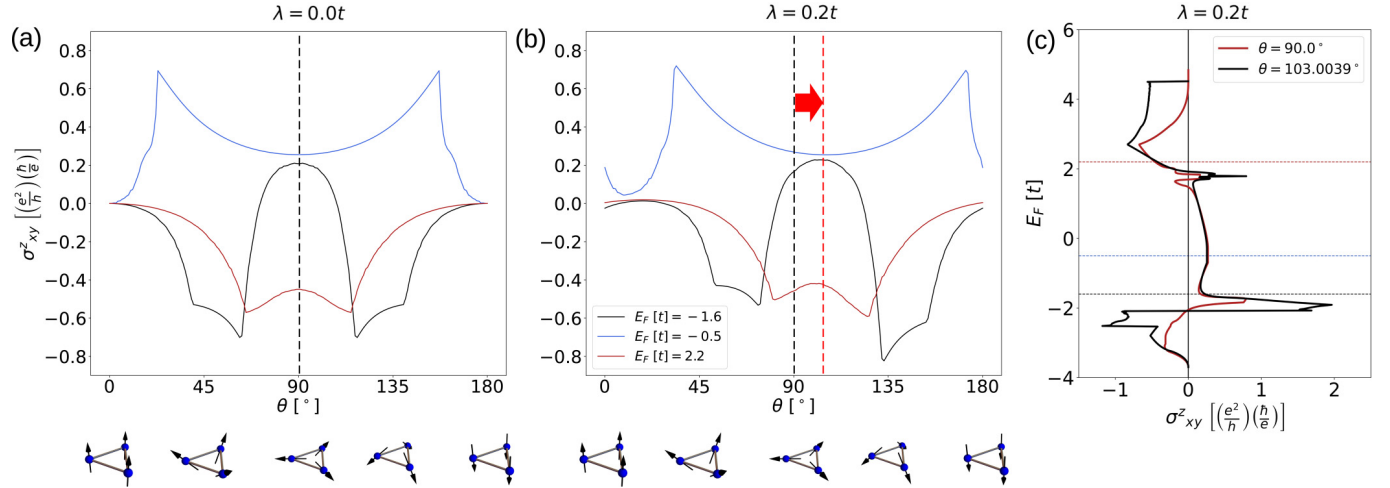 λ = 0.0t
(a)
0.8
0.6
0.4
0.2
0.0
−0.2
−0.4
−0.6
−0.8
σ^z_xy [(e²/h)(ħ/e)]
0 45 90 135 180
θ [°]
λ = 0.2t
(b)
0.8
0.6
0.4
0.2
0.0
−0.2
−0.4
−0.6
−0.8
E_F [t] = −1.6
E_F [t] = −0.5
E_F [t] = 2.2
0 45 90 135 180
θ [°]
λ = 0.2t
(c)
θ = 90.0°
θ = 103.0039°
6
4
2
0
−2
−4
E_F [t]
−1 0 1 2
σ^z_xy [(e²/h)(ħ/e)]